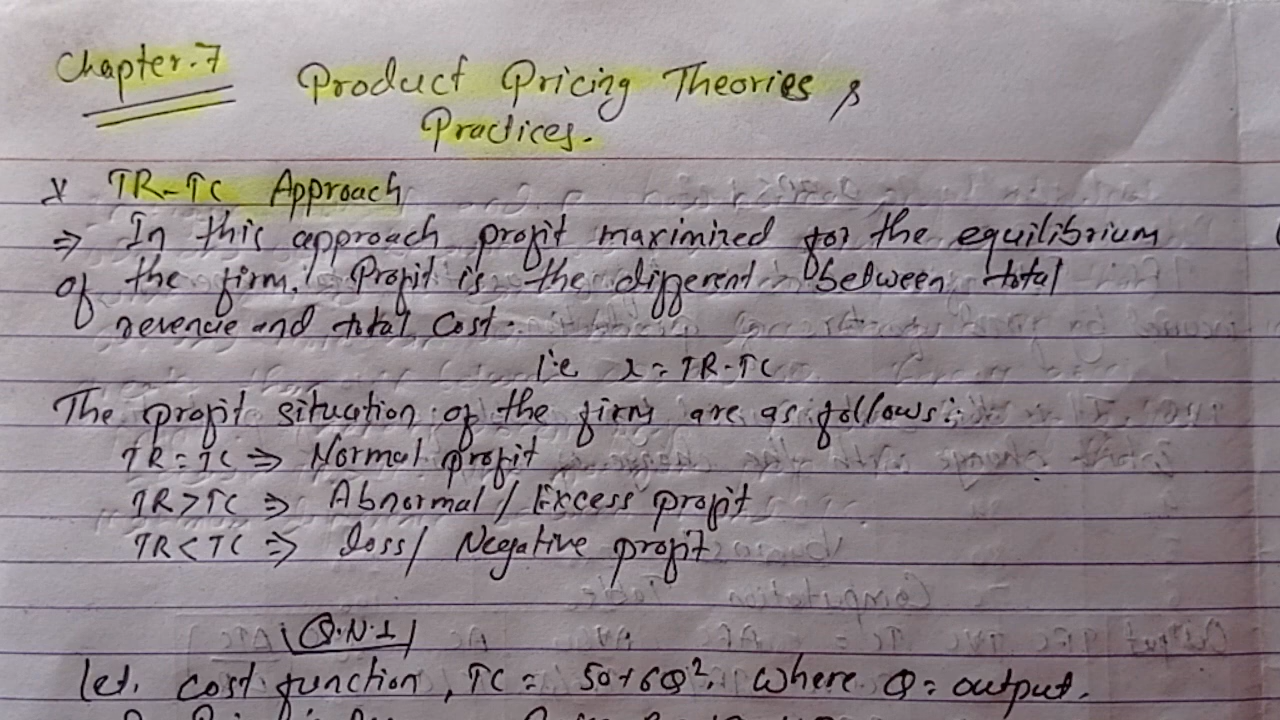 Chapter.7
Product Pricing Theories &
Practices.
* TR-TC Approach
⇒ In this approach profit maximized for the equilibrium
of the firm. Profit is the different between total
revenue and total cost.
i.e. λ = TR-TC
The profit situation of the firm are as follows:
TR = TC ⇒ Normal profit
TR > TC ⇒ Abnormal / Excess profit
TR < TC ⇒ loss / Negative profit
Q.N.1
let. cost function, TC = 50+6Q². Where Q = output.